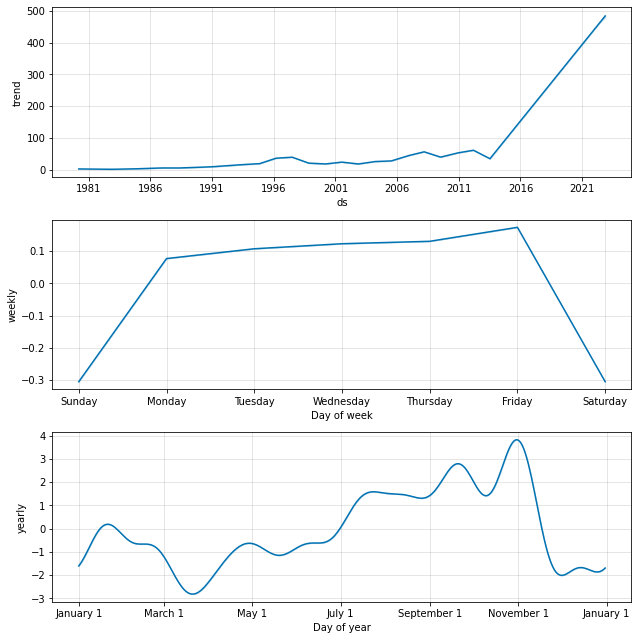 500
400
300
200
100
0
trend
1981 1986 1991 1996 2001 2006 2011 2016 2021
ds
0.1
0.0
−0.1
−0.2
−0.3
weekly
Sunday Monday Tuesday Wednesday Thursday Friday Saturday
Day of week
4
3
2
1
0
−1
−2
−3
yearly
January 1 March 1 May 1 July 1 September 1 November 1 January 1
Day of year